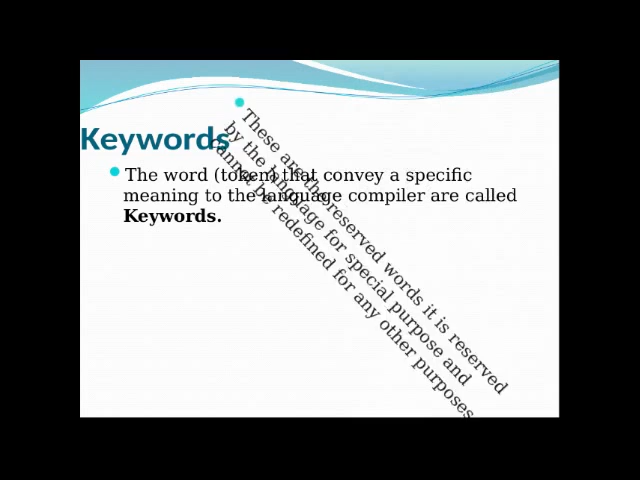 Keywords
The word (token) that convey a specific
meaning to the language compiler are called
Keywords.
These are the reserved words it is reserved
by the language for special purpose and
cannot be redefined for any other purposes